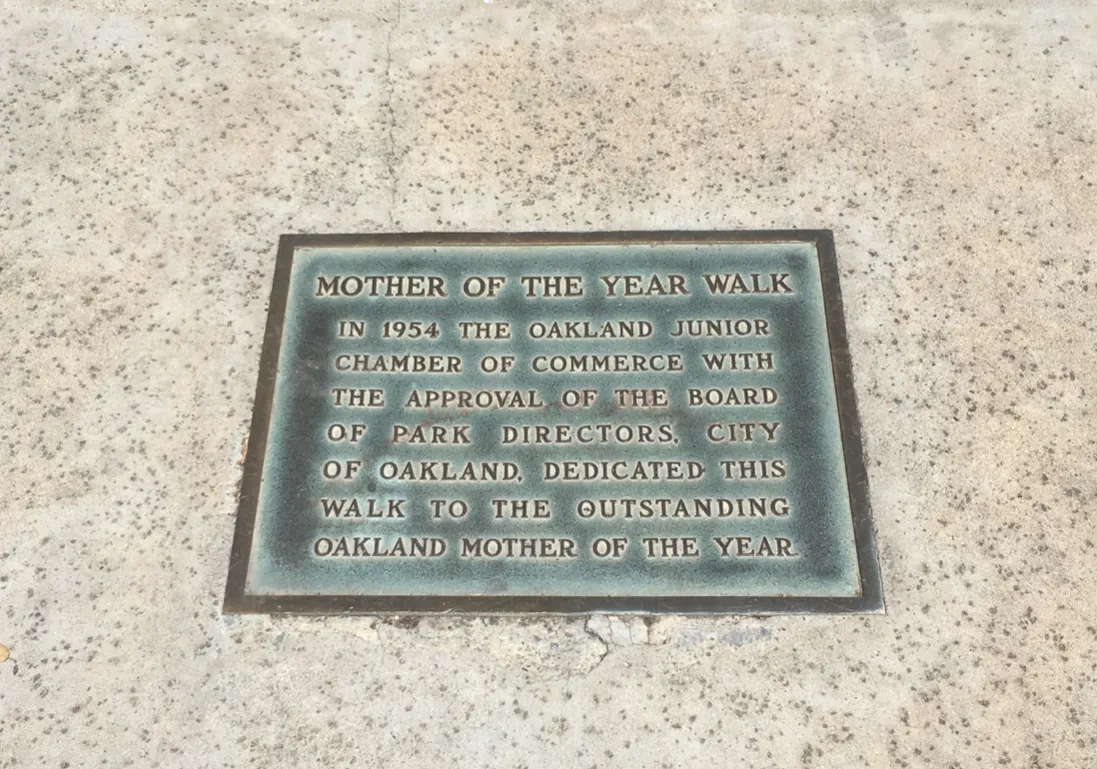 MOTHER OF THE YEAR WALK
IN 1954 THE OAKLAND JUNIOR
CHAMBER OF COMMERCE WITH
THE APPROVAL OF THE BOARD
OF PARK DIRECTORS, CITY
OF OAKLAND, DEDICATED THIS
WALK TO THE OUTSTANDING
OAKLAND MOTHER OF THE YEAR.